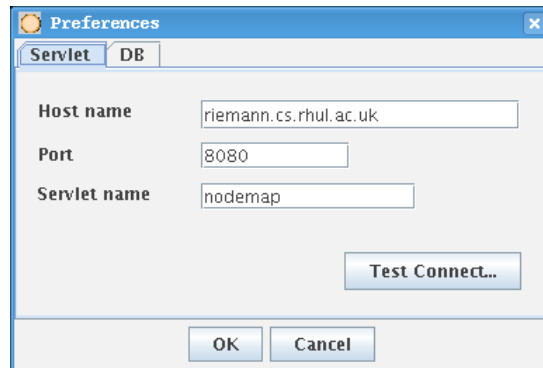 Preferences
Servlet DB
Host name riemann.cs.rhul.ac.uk
Port 8080
Servlet name nodemap
Test Connect...
OK Cancel